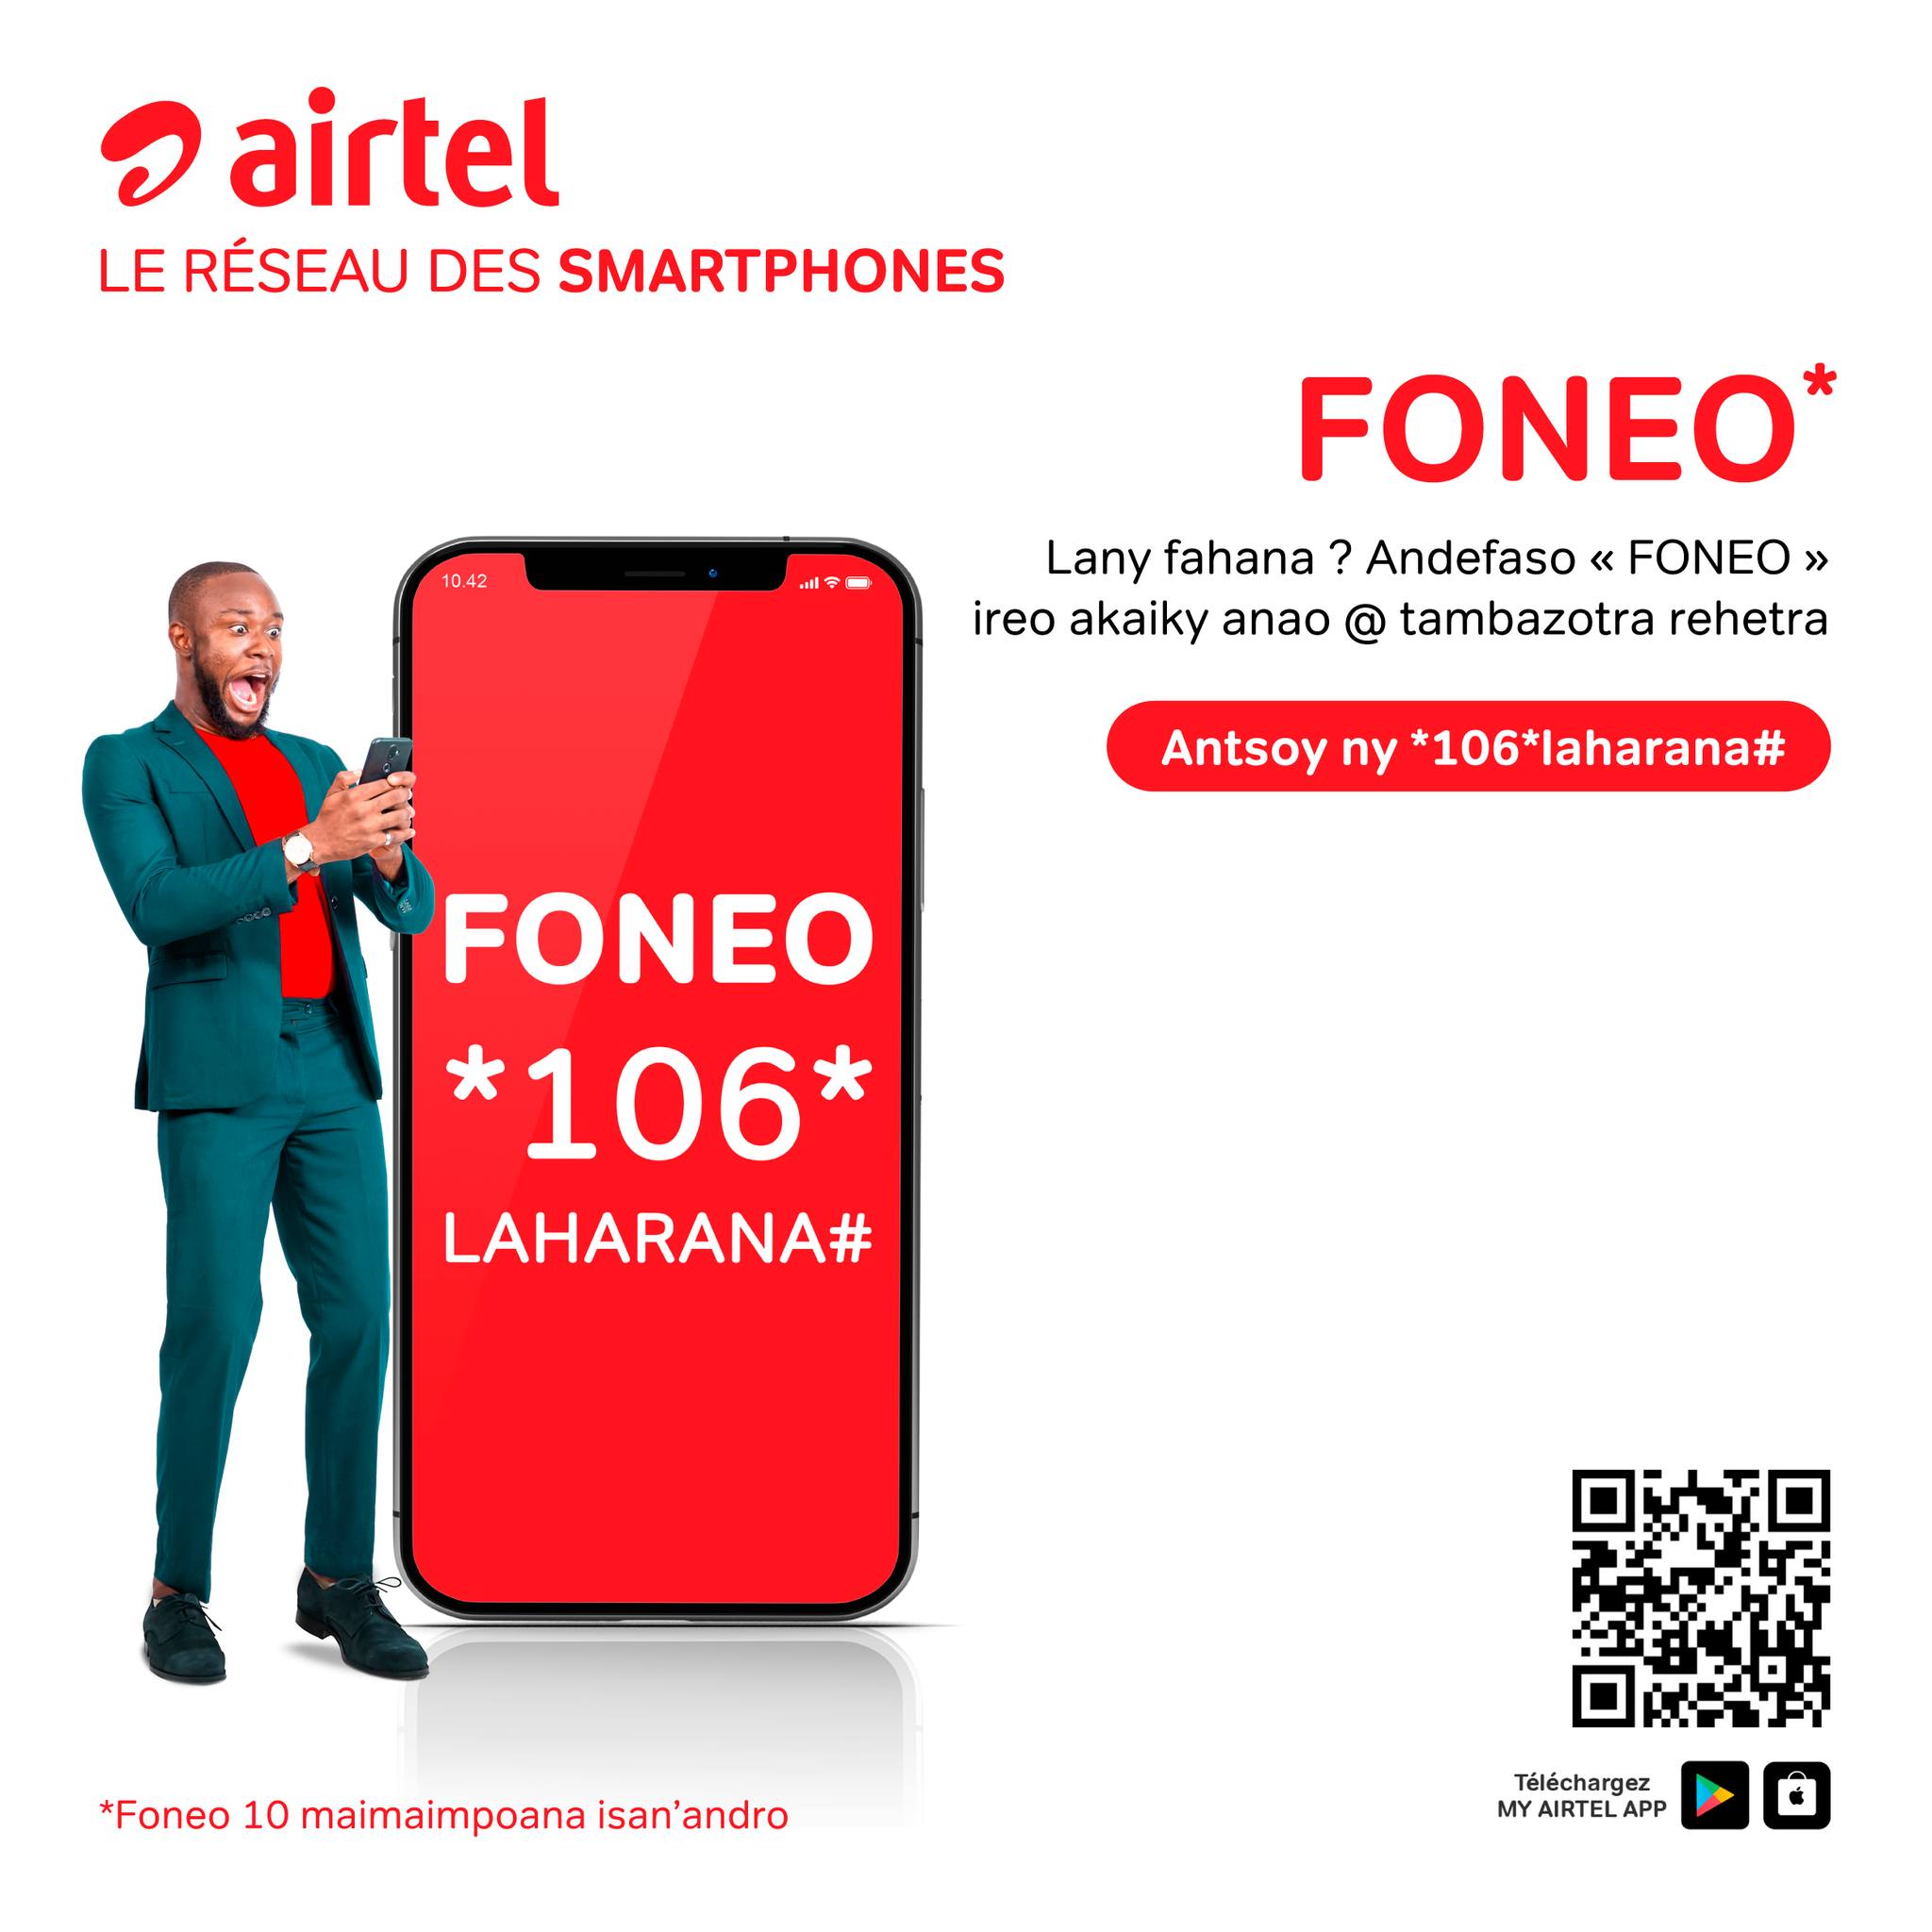 airtel
LE RÉSEAU DES SMARTPHONES
FONEO*
Lany fahana ? Andefaso « FONEO »
ireo akaiky anao @ tambazotra rehetra
Antsoy ny *106*laharana#
10.42
FONEO
*106*
LAHARANA#
Téléchargez
MY AIRTEL APP
*Foneo 10 maimaimpoana isan’andro